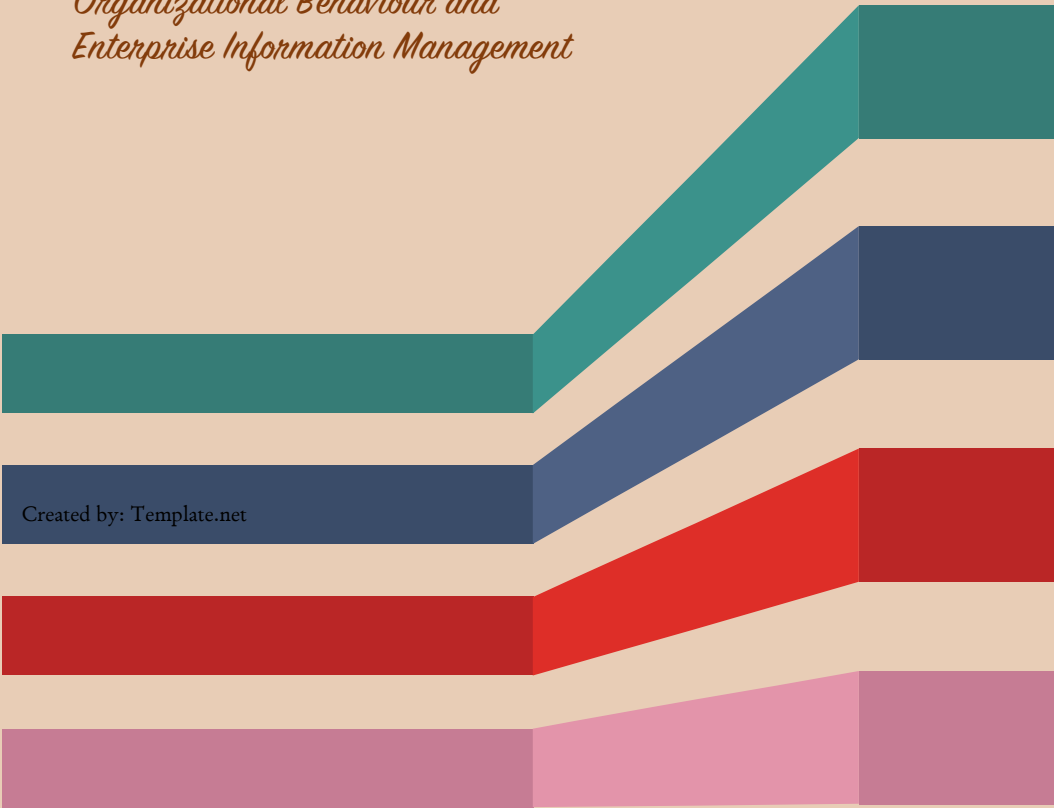 Organizational Behaviour and
Enterprise Information Management
Created by: Template.net